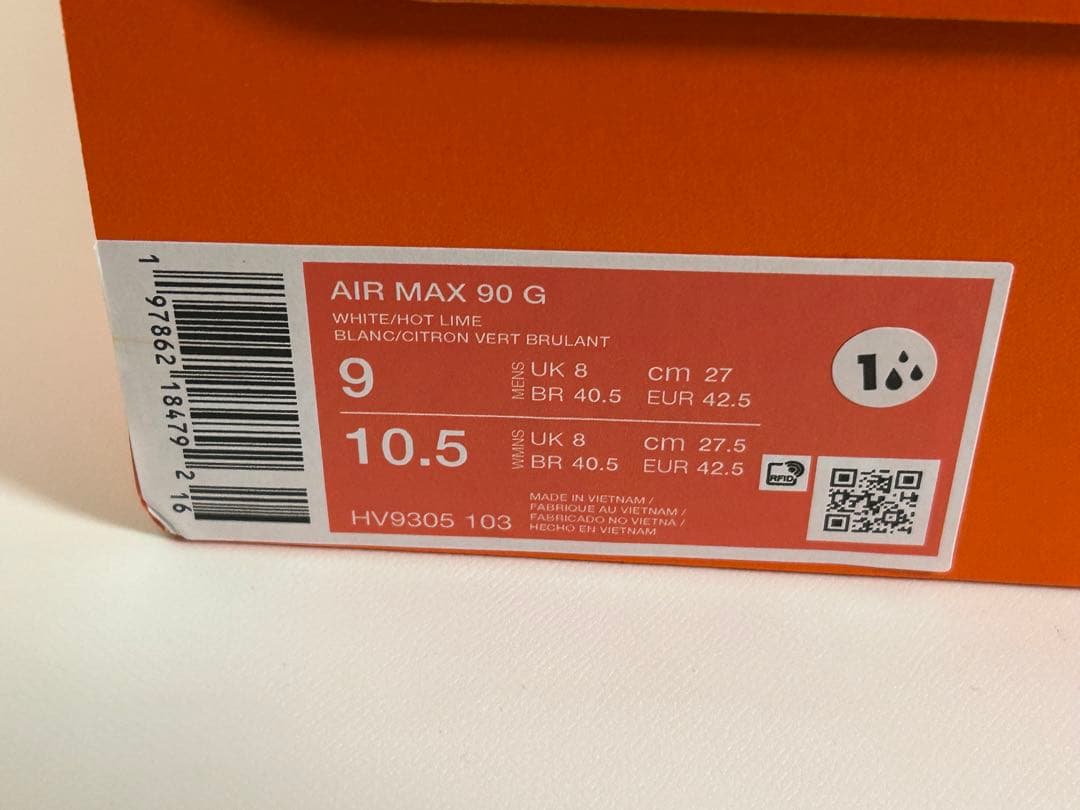 1 97862 18479 2 16
AIR MAX 90 G
WHITE/HOT LIME
BLANC/CITRON VERT BRULANT
9
MENS
UK 8
cm 27
BR 40.5
EUR 42.5
10.5
WMNS
UK 8
cm 27.5
BR 40.5
EUR 42.5
HV9305 103
MADE IN VIETNAM /
FABRIQUE AU VIETNAM /
FABRICADO NO VIETNA /
HECHO EN VIETNAM
RFID
1